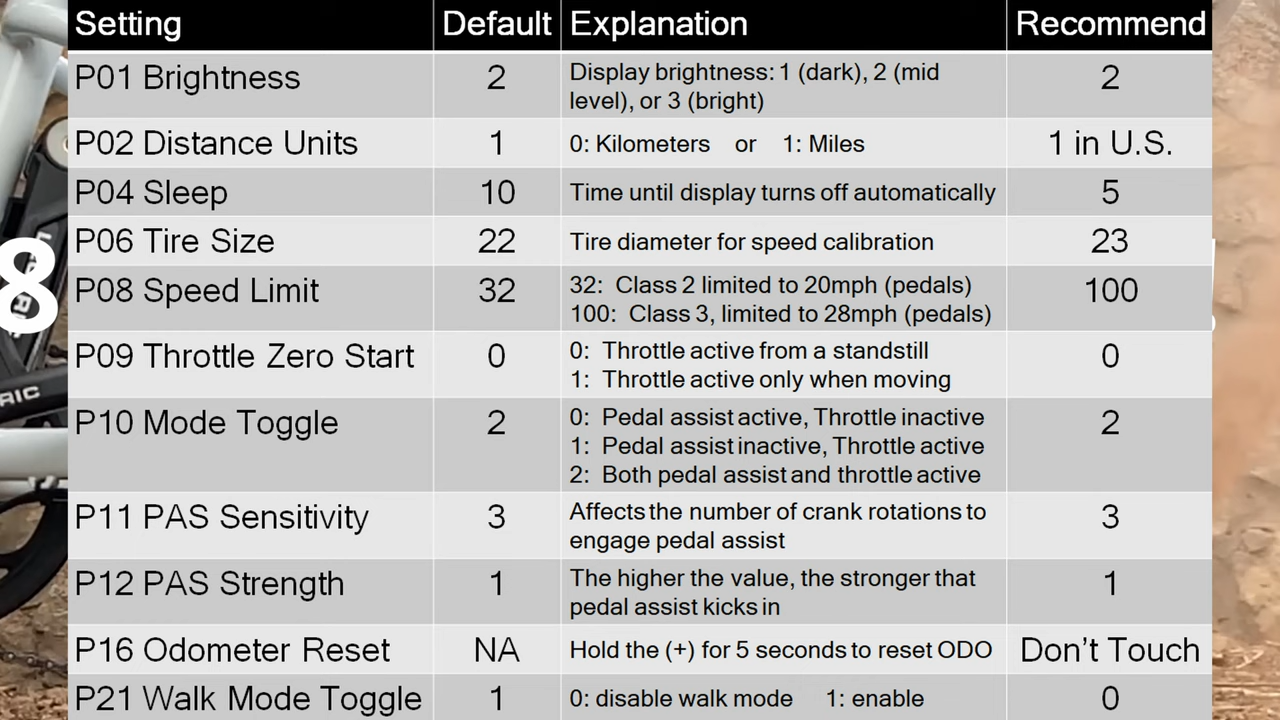 Setting Default Explanation Recommend
P01 Brightness 2 Display brightness: 1 (dark), 2 (mid
level), or 3 (bright) 2
P02 Distance Units 1 0: Kilometers or 1: Miles 1 in U.S.
P04 Sleep 10 Time until display turns off automatically 5
P06 Tire Size 22 Tire diameter for speed calibration 23
P08 Speed Limit 32 32: Class 2 limited to 20mph (pedals)
100: Class 3, limited to 28mph (pedals) 100
P09 Throttle Zero Start 0 0: Throttle active from a standstill
1: Throttle active only when moving 0
P10 Mode Toggle 2 0: Pedal assist active, Throttle inactive
1: Pedal assist inactive, Throttle active
2: Both pedal assist and throttle active 2
P11 PAS Sensitivity 3 Affects the number of crank rotations to
engage pedal assist 3
P12 PAS Strength 1 The higher the value, the stronger that
pedal assist kicks in 1
P16 Odometer Reset NA Hold the (+) for 5 seconds to reset ODO Don't Touch
P21 Walk Mode Toggle 1 0: disable walk mode 1: enable 0
8
RIC